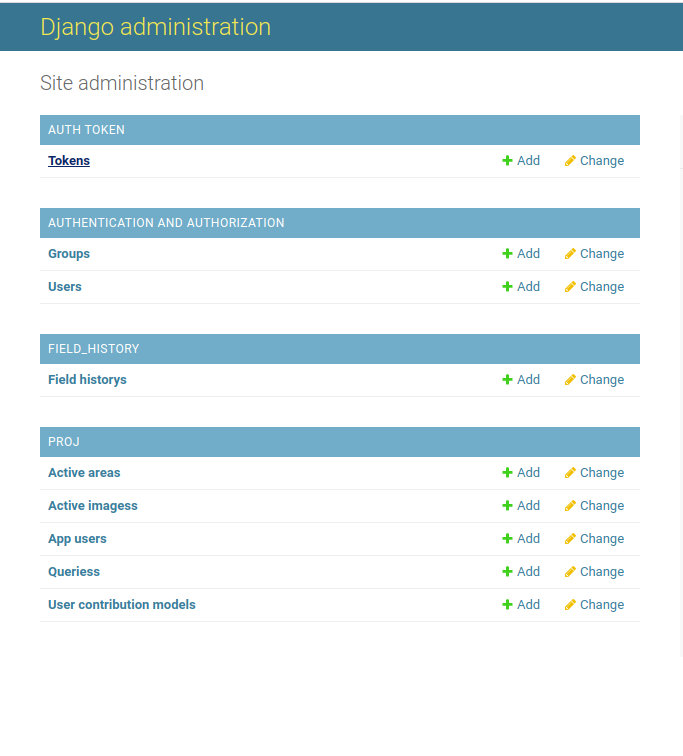 Django administration
Site administration
AUTH TOKEN
Tokens Add Change
AUTHENTICATION AND AUTHORIZATION
Groups Add Change
Users Add Change
FIELD_HISTORY
Field historys Add Change
PROJ
Active areas Add Change
Active imagess Add Change
App users Add Change
Queriess Add Change
User contribution models Add Change